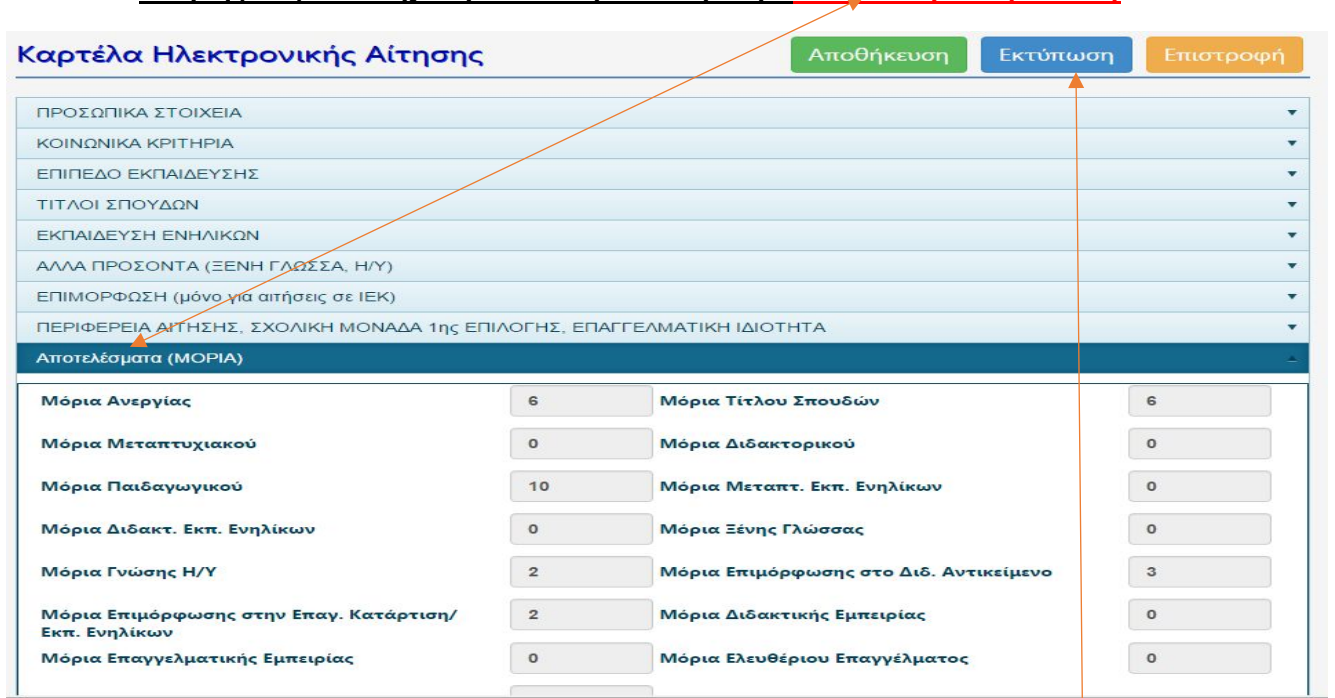 Καρτέλα Ηλεκτρονικής Αίτησης Αποθήκευση Εκτύπωση Επιστροφή
ΠΡΟΣΩΠΙΚΑ ΣΤΟΙΧΕΙΑ
ΚΟΙΝΩΝΙΚΑ ΚΡΙΤΗΡΙΑ
ΕΠΙΠΕΔΟ ΕΚΠΑΙΔΕΥΣΗΣ
ΤΙΤΛΟΙ ΣΠΟΥΔΩΝ
ΕΚΠΑΙΔΕΥΣΗ ΕΝΗΛΙΚΩΝ
ΑΛΛΑ ΠΡΟΣΟΝΤΑ (ΞΕΝΗ ΓΛΩΣΣΑ, Η/Υ)
ΕΠΙΜΟΡΦΩΣΗ (μόνο για αιτήσεις σε ΙΕΚ)
ΠΕΡΙΦΕΡΕΙΑ ΑΙΤΗΣΗΣ, ΣΧΟΛΙΚΗ ΜΟΝΑΔΑ 1ης ΕΠΙΛΟΓΗΣ, ΕΠΑΓΓΕΛΜΑΤΙΚΗ ΙΔΙΟΤΗΤΑ
Αποτελέσματα (ΜΟΡΙΑ)
Μόρια Ανεργίας 6 Μόρια Τίτλου Σπουδών 6
Μόρια Μεταπτυχιακού 0 Μόρια Διδακτορικού 0
Μόρια Παιδαγωγικού 10 Μόρια Μεταπτ. Εκπ. Ενηλίκων 0
Μόρια Διδακτ. Εκπ. Ενηλίκων 0 Μόρια Ξένης Γλώσσας 0
Μόρια Γνώσης Η/Υ 2 Μόρια Επιμόρφωσης στο Διδ. Αντικείμενο 3
Μόρια Επιμόρφωσης στην Επαγ. Κατάρτιση/ 2 Μόρια Διδακτικής Εμπειρίας 0
Εκπ. Ενηλίκων
Μόρια Επαγγελματικής Εμπειρίας 0 Μόρια Ελευθέριου Επαγγέλματος 0